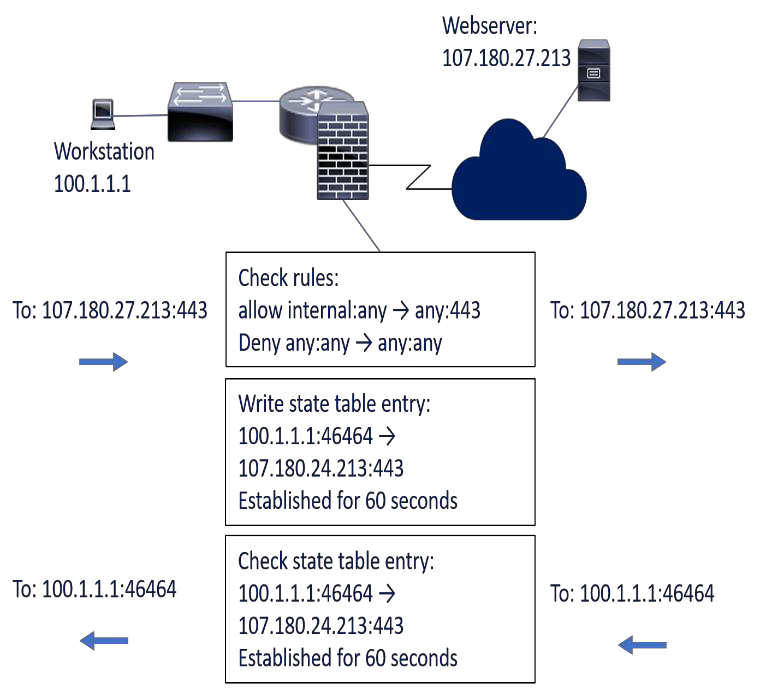 Webserver:
107.180.27.213
Workstation
100.1.1.1
Check rules:
To: 107.180.27.213:443
allow internal:any → any:443
To: 107.180.27.213:443
Deny any:any → any:any
Write state table entry:
100.1.1.1:46464 →
107.180.24.213:443
Established for 60 seconds
Check state table entry:
To: 100.1.1.1:46464
100.1.1.1:46464 →
To: 100.1.1.1:46464
107.180.24.213:443
Established for 60 seconds